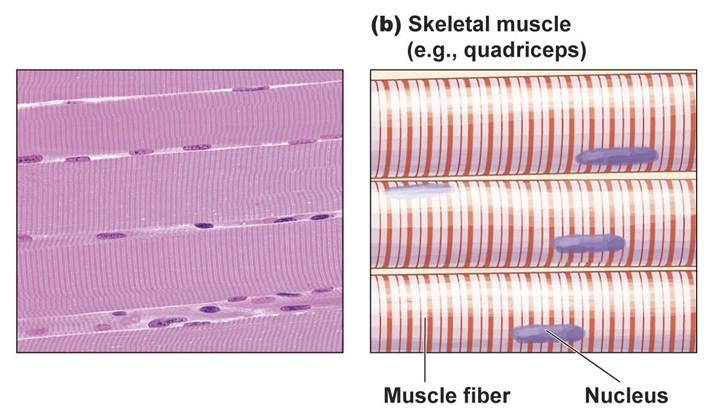 (b) Skeletal muscle
(e.g., quadriceps)
Muscle fiber
Nucleus